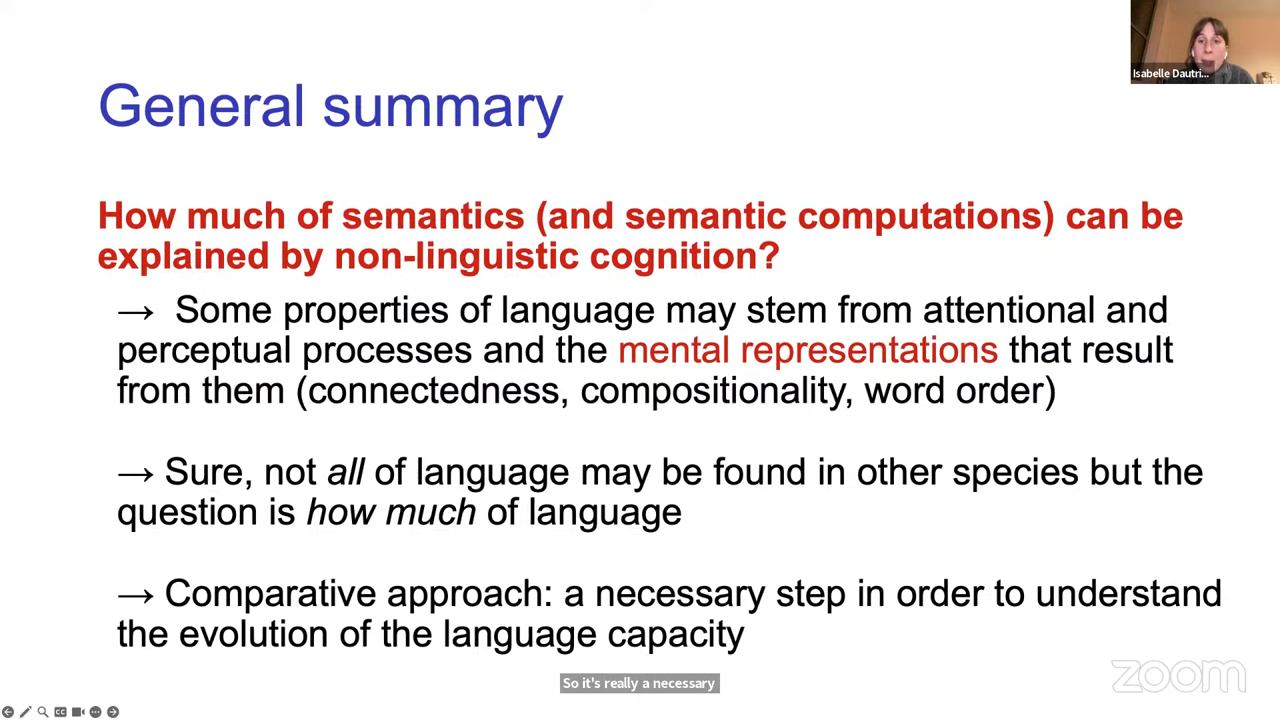 Isabelle Dautri...
General summary
How much of semantics (and semantic computations) can be
explained by non-linguistic cognition?
→ Some properties of language may stem from attentional and
perceptual processes and the mental representations that result
from them (connectedness, compositionality, word order)
→ Sure, not all of language may be found in other species but the
question is how much of language
→ Comparative approach: a necessary step in order to understand
the evolution of the language capacity
So it's really a necessary
zoom